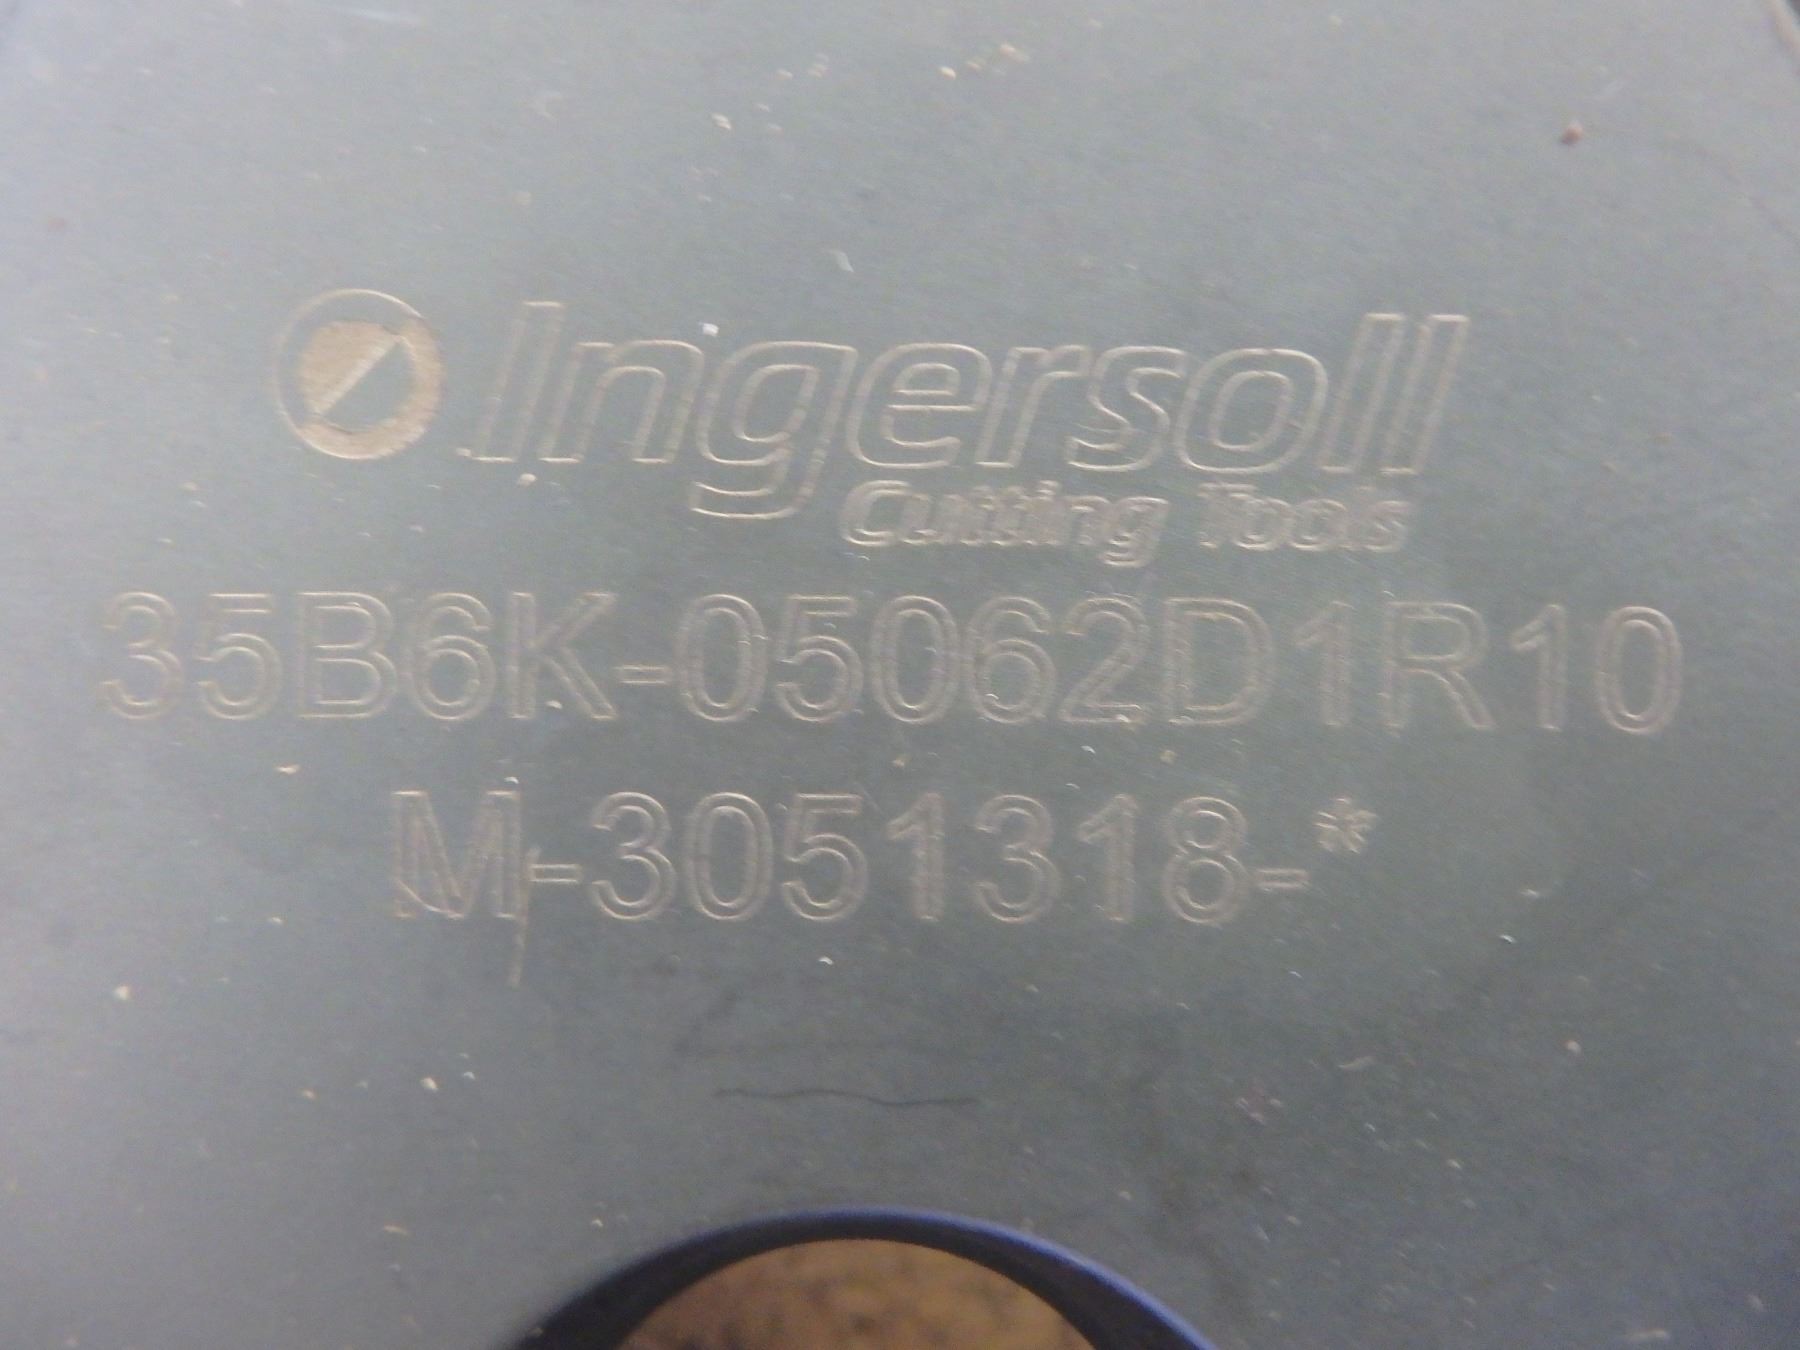 Ingersoll
Cutting Tools
35B6K-05062D1R10
M-3051318-*